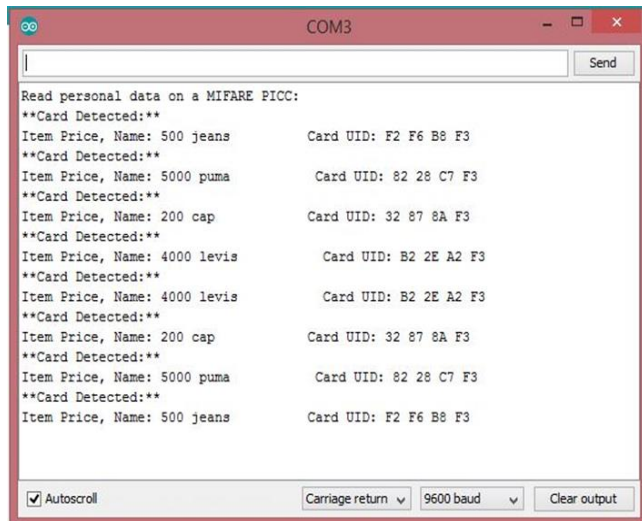 COM3
Send
Read personal data on a MIFARE PICC:
**Card Detected:**
Item Price, Name: 500 jeans Card UID: F2 F6 B8 F3
**Card Detected:**
Item Price, Name: 5000 puma Card UID: 82 28 C7 F3
**Card Detected:**
Item Price, Name: 200 cap Card UID: 32 87 8A F3
**Card Detected:**
Item Price, Name: 4000 levis Card UID: B2 2E A2 F3
**Card Detected:**
Item Price, Name: 4000 levis Card UID: B2 2E A2 F3
**Card Detected:**
Item Price, Name: 200 cap Card UID: 32 87 8A F3
**Card Detected:**
Item Price, Name: 5000 puma Card UID: 82 28 C7 F3
**Card Detected:**
Item Price, Name: 500 jeans Card UID: F2 F6 B8 F3
Autoscroll Carriage return 9600 baud Clear output